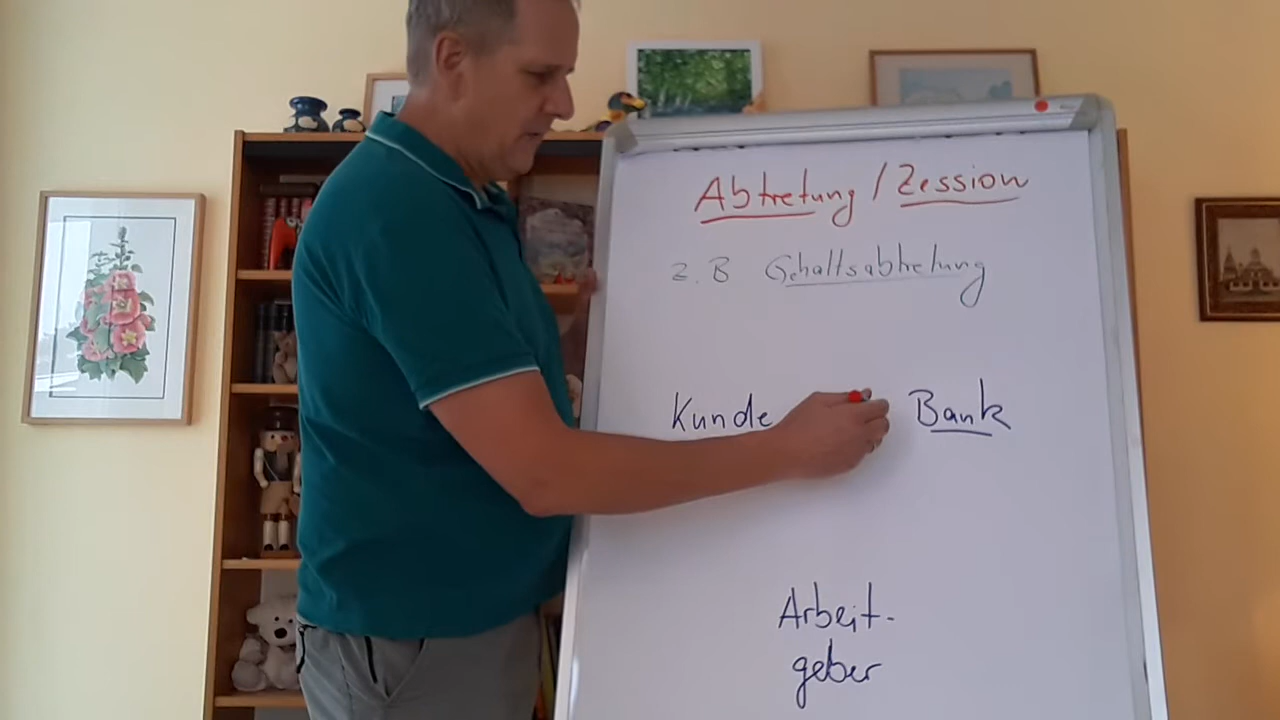 Abtretung / Zession
z. B Gehaltsabtretung
Kunde Bank
Arbeit-
geber